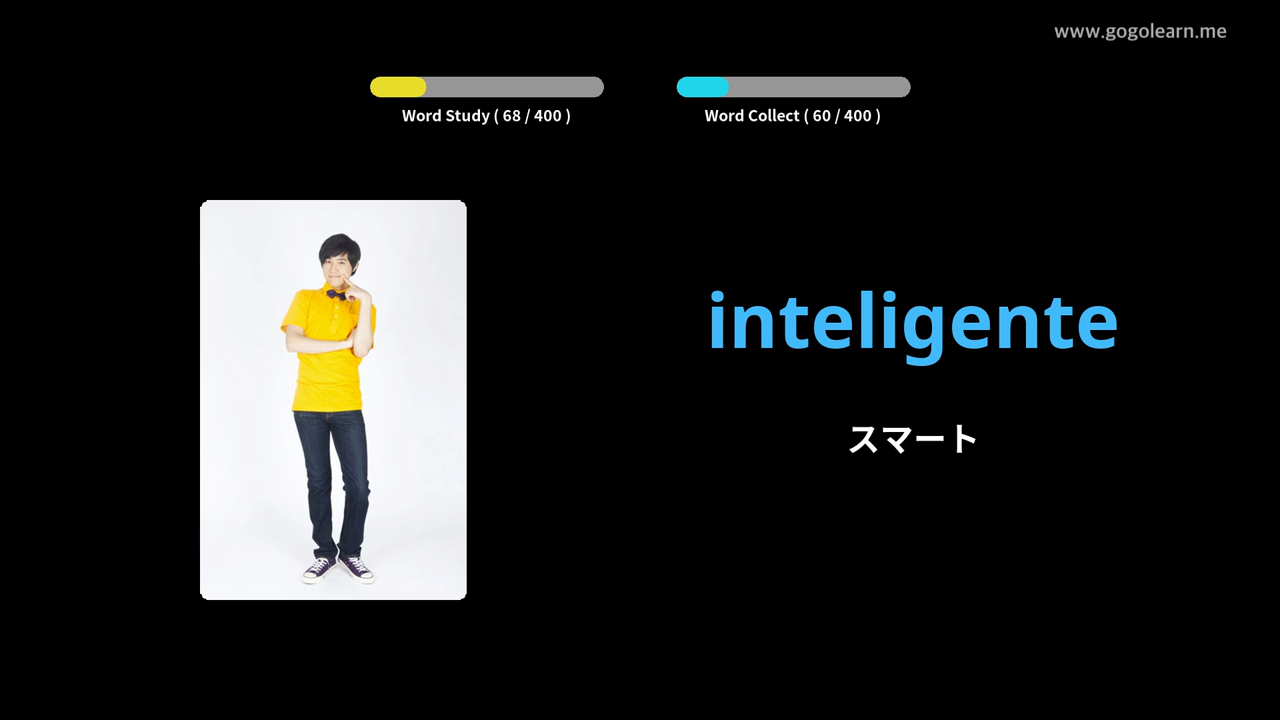 www.gogolearn.me
Word Study ( 68 / 400 )
Word Collect ( 60 / 400 )
inteligente
スマート